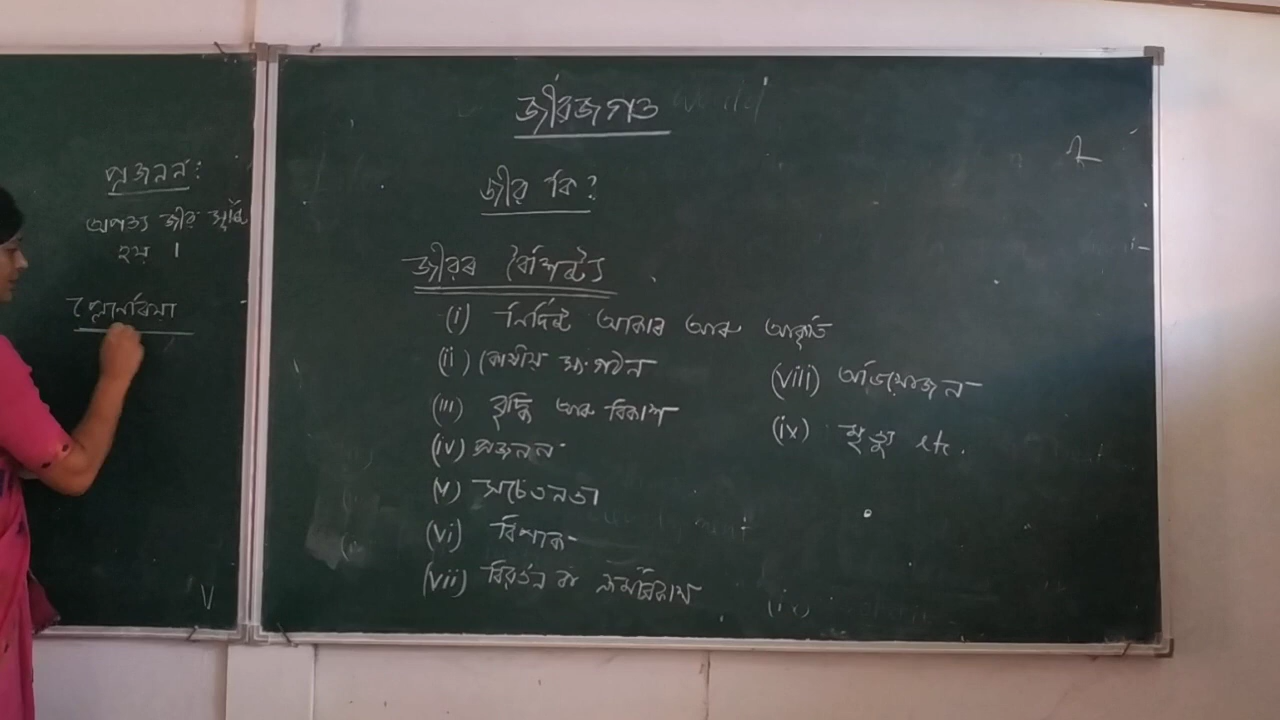 প্ৰজনন:
অপত্য জীৱ সৃষ্টি
হয় ।
প্লেনেৰিয়া
জীৱজগত
জীৱ কি?
জীৱৰ বৈশিষ্ট্য
(i) নিৰ্দিষ্ট আকাৰ আৰু আকৃতি
(ii) কোষীয় সংগঠন
(iii) বৃদ্ধি আৰু বিকাশ
(iv) প্ৰজনন
(v) সচেতনতা
(vi) বিপাক
(vii) বিৱৰ্তন বা ক্ৰমবিকাশ
(viii) অভিযোজন
(ix) মৃত্যু etc.